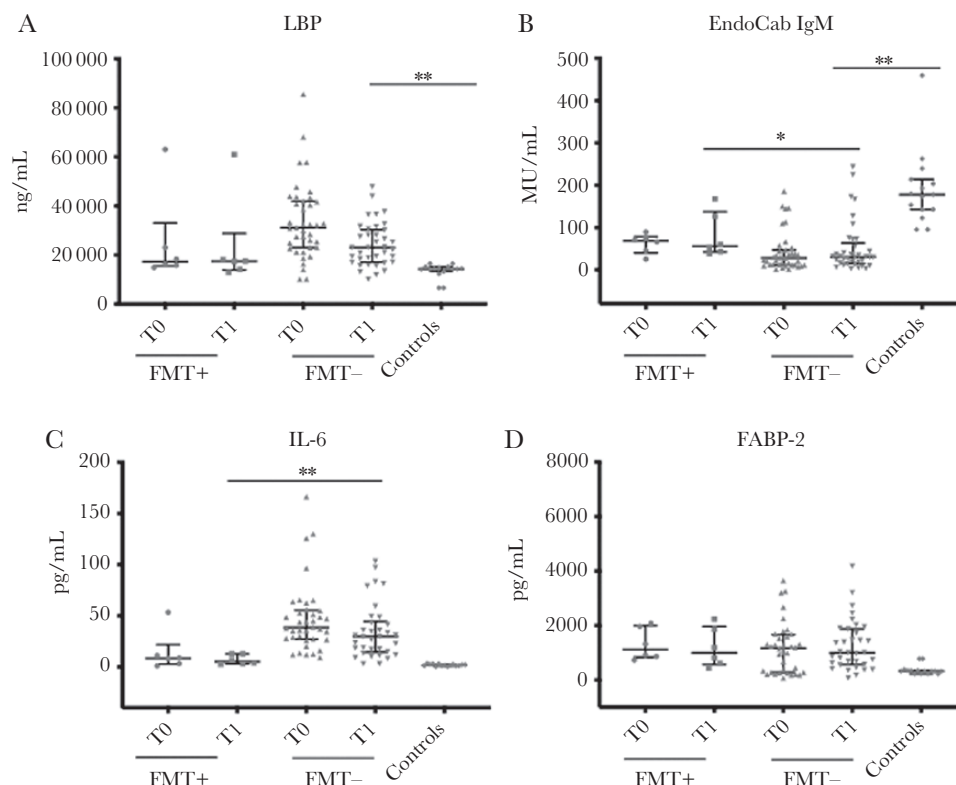 A
LBP
100 000
80 000
60 000
40 000
20 000
0
ng/mL
**
T0
T1
T0
T1
Controls
FMT+
FMT–
B
EndoCab IgM
500
400
300
200
100
0
MU/mL
*
**
T0
T1
T0
T1
Controls
FMT+
FMT–
C
IL-6
200
150
100
50
0
pg/mL
**
T0
T1
T0
T1
Controls
FMT+
FMT–
D
FABP-2
8000
6000
4000
2000
0
pg/mL
T0
T1
T0
T1
Controls
FMT+
FMT–